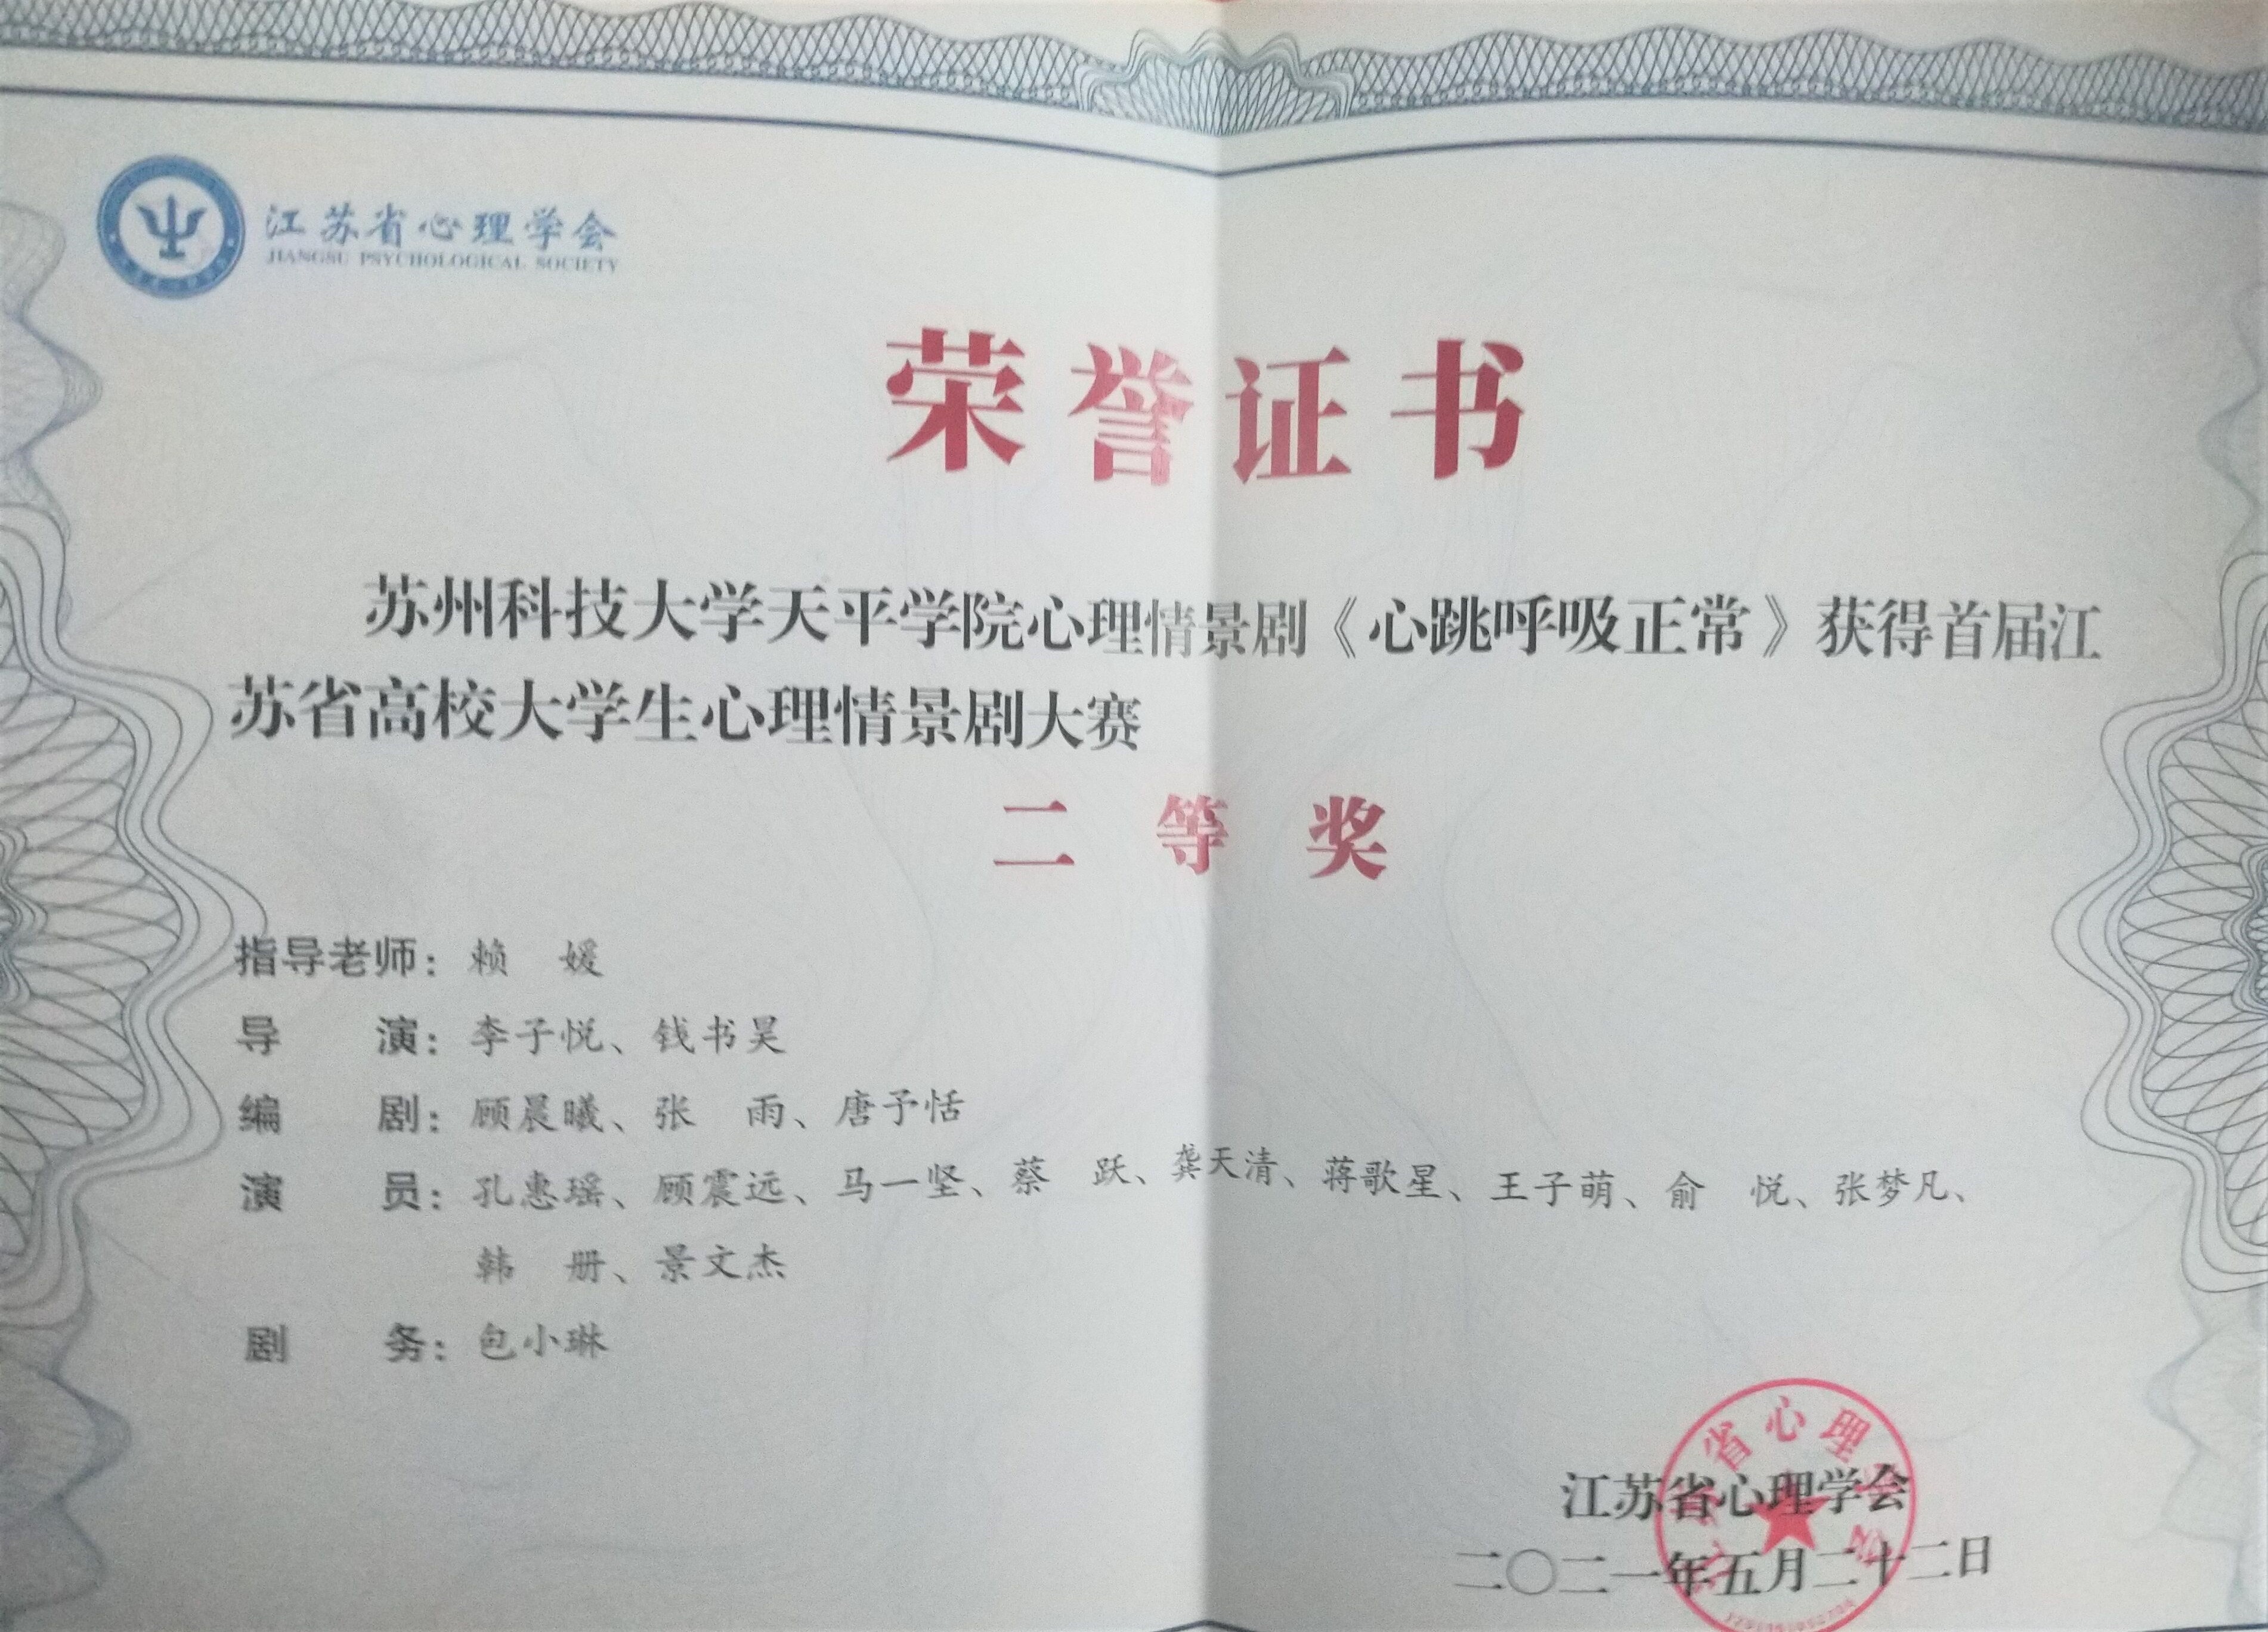 江苏省心理学会
JIANGSU PSYCHOLOGICAL SOCIETY
荣誉证书
苏州科技大学天平学院心理情景剧《心跳呼吸正常》获得首届江
苏省高校大学生心理情景剧大赛
二等奖
指导老师：赖 媛
导 演：李子悦、钱书昊
编 剧：顾晨曦、张 雨、唐予恬
演 员：孔惠瑶、顾震远、马一坚、蔡 跃、龚天清、蒋歌星、王子萌、俞 悦、张梦凡、
韩 册、景文杰
剧 务：包小琳
江苏省心理学会
江苏省心理学会
二〇二一年五月二十二日